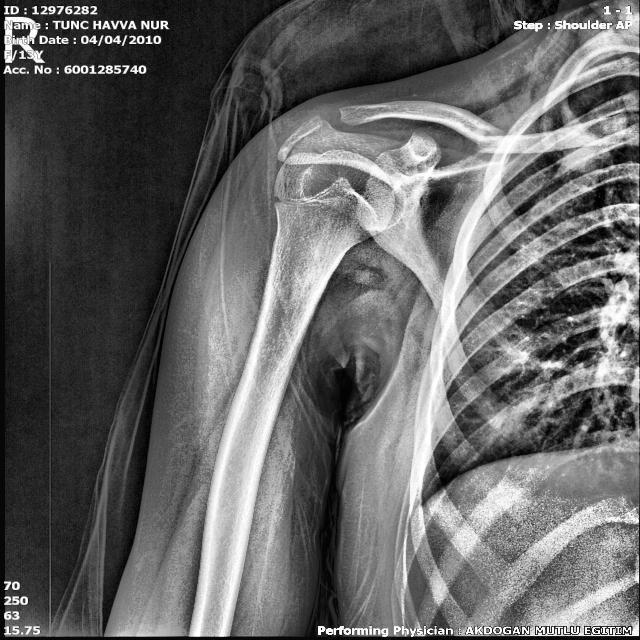 ID : 12976282
Name : TUNC HAVVA NUR
Birth Date : 04/04/2010
F/13Y
Acc. No : 6001285740
R
1 - 1
Step : Shoulder AP
70
250
63
15.75
Performing Physician : AKDOGAN MUTLU EGITIM